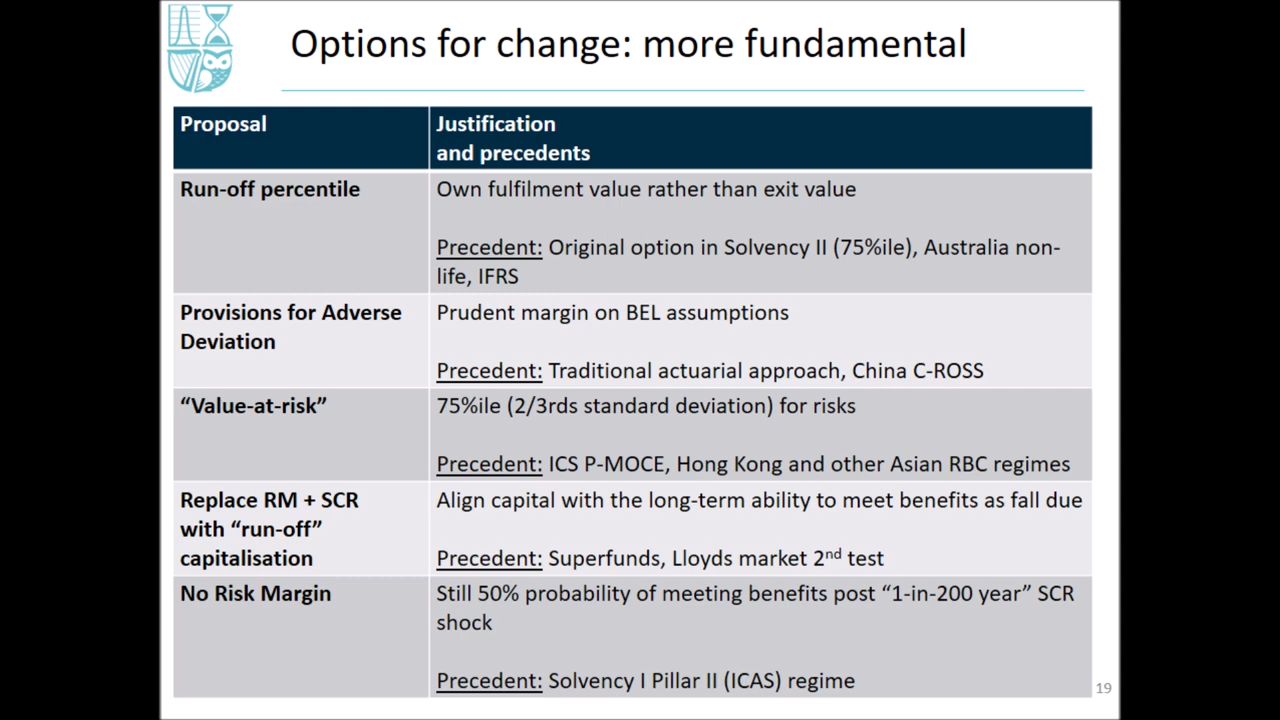 Options for change: more fundamental
Proposal
Justification
and precedents
Run-off percentile
Own fulfilment value rather than exit value
Precedent: Original option in Solvency II (75%ile), Australia non-
life, IFRS
Provisions for Adverse
Deviation
Prudent margin on BEL assumptions
Precedent: Traditional actuarial approach, China C-ROSS
“Value-at-risk”
75%ile (2/3rds standard deviation) for risks
Precedent: ICS P-MOCE, Hong Kong and other Asian RBC regimes
Replace RM + SCR
with “run-off”
capitalisation
Align capital with the long-term ability to meet benefits as fall due
Precedent: Superfunds, Lloyds market 2nd test
No Risk Margin
Still 50% probability of meeting benefits post “1-in-200 year” SCR
shock
Precedent: Solvency I Pillar II (ICAS) regime
19